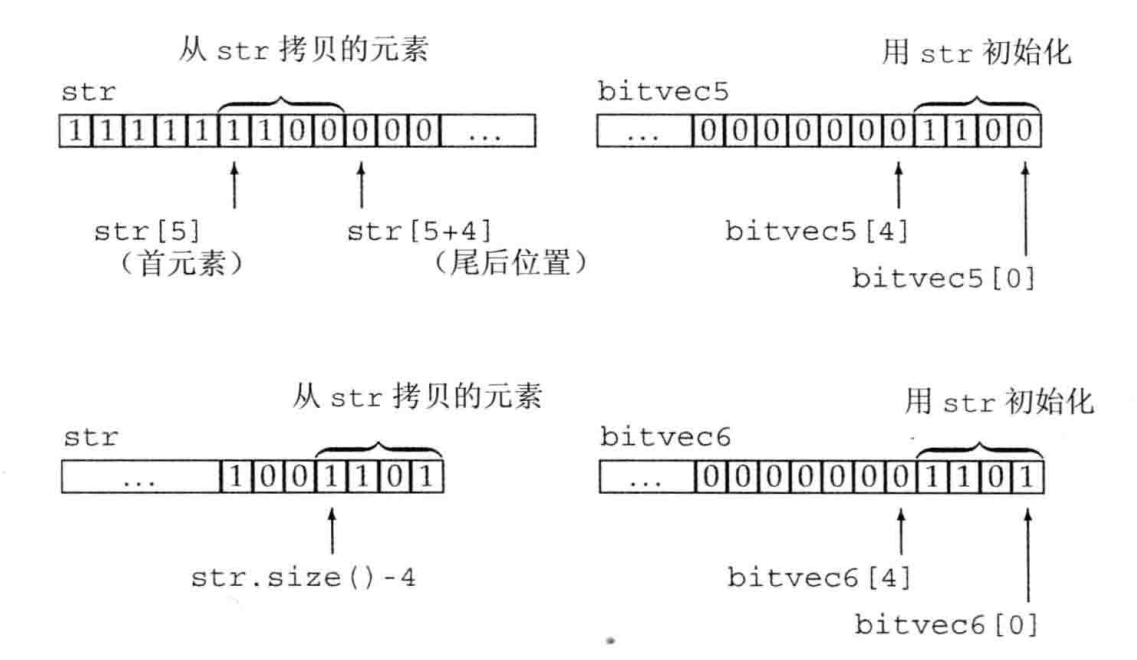 从 str 拷贝的元素
用 str 初始化
str
bitvec5
1 1 1 1 1 1 1 0 0 0 0 0 ...
... 0 0 0 0 0 0 0 1 1 0 0
str[5]
（首元素）
str[5+4]
（尾后位置）
bitvec5[4]
bitvec5[0]
从 str 拷贝的元素
用 str 初始化
str
bitvec6
... 1 0 0 1 1 0 1
... 0 0 0 0 0 0 0 1 1 0 1
str.size()-4
bitvec6[4]
bitvec6[0]